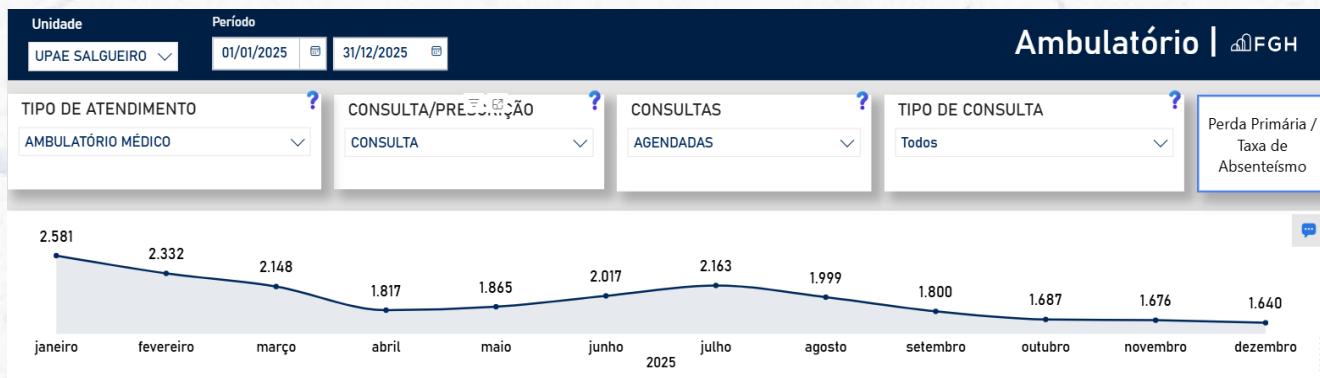 Unidade
UPAE SALGUEIRO
Período
01/01/2025
31/12/2025
Ambulatório | FGH
TIPO DE ATENDIMENTO ?
AMBULATÓRIO MÉDICO
CONSULTA/PRESCRIÇÃO ?
CONSULTA
CONSULTAS ?
AGENDADAS
TIPO DE CONSULTA ?
Todos
Perda Primária /
Taxa de
Absenteísmo
2.581 2.332 2.148 1.817 1.865 2.017 2.163 1.999 1.800 1.687 1.676 1.640
janeiro fevereiro março abril maio junho julho agosto setembro outubro novembro dezembro
2025